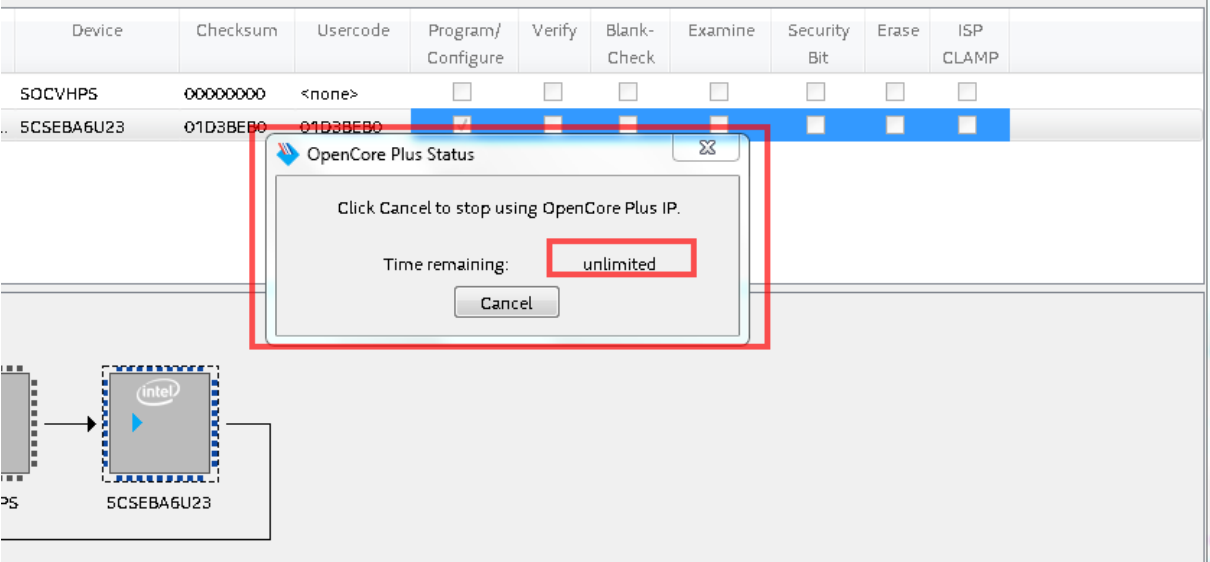 Device Checksum Usercode Program/ Verify Blank- Examine Security Erase ISP
Configure Check Bit CLAMP
SOCVHPS 00000000 <none>
.. 5CSEBA6U23 01D3BEB0 01D3BEB0
OpenCore Plus Status
Click Cancel to stop using OpenCore Plus IP.
Time remaining: unlimited
Cancel
intel
PS 5CSEBA6U23